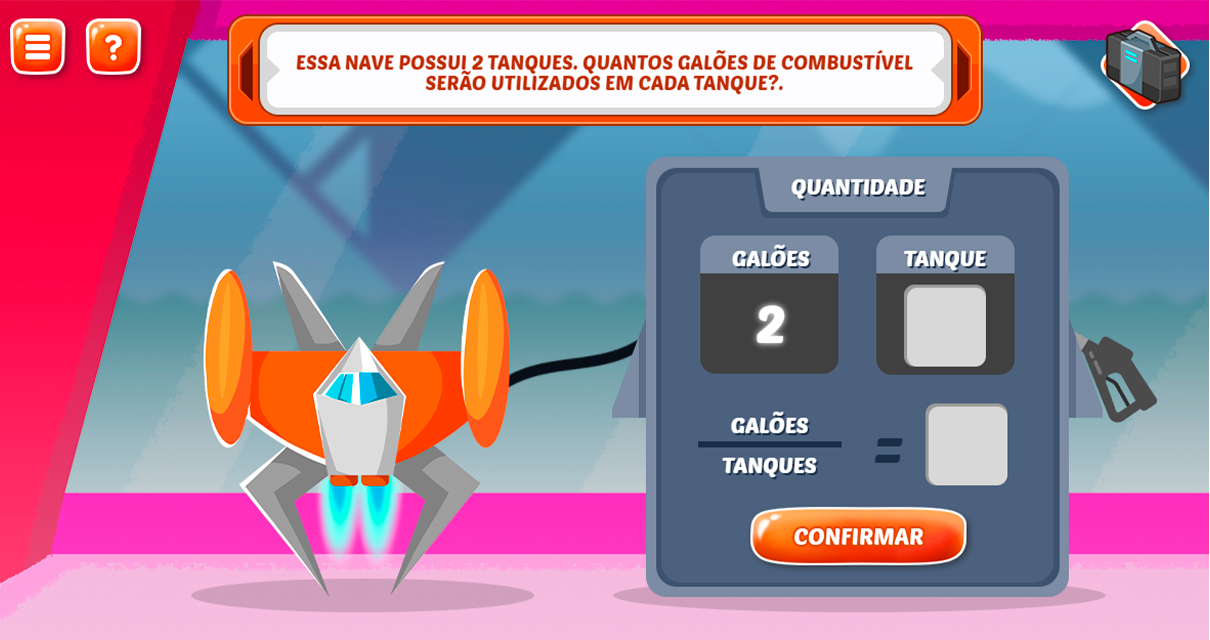 ?
ESSA NAVE POSSUI 2 TANQUES. QUANTOS GALÕES DE COMBUSTÍVEL
SERÃO UTILIZADOS EM CADA TANQUE?.
QUANTIDADE
GALÕES
TANQUE
2
GALÕES
TANQUES
=
CONFIRMAR